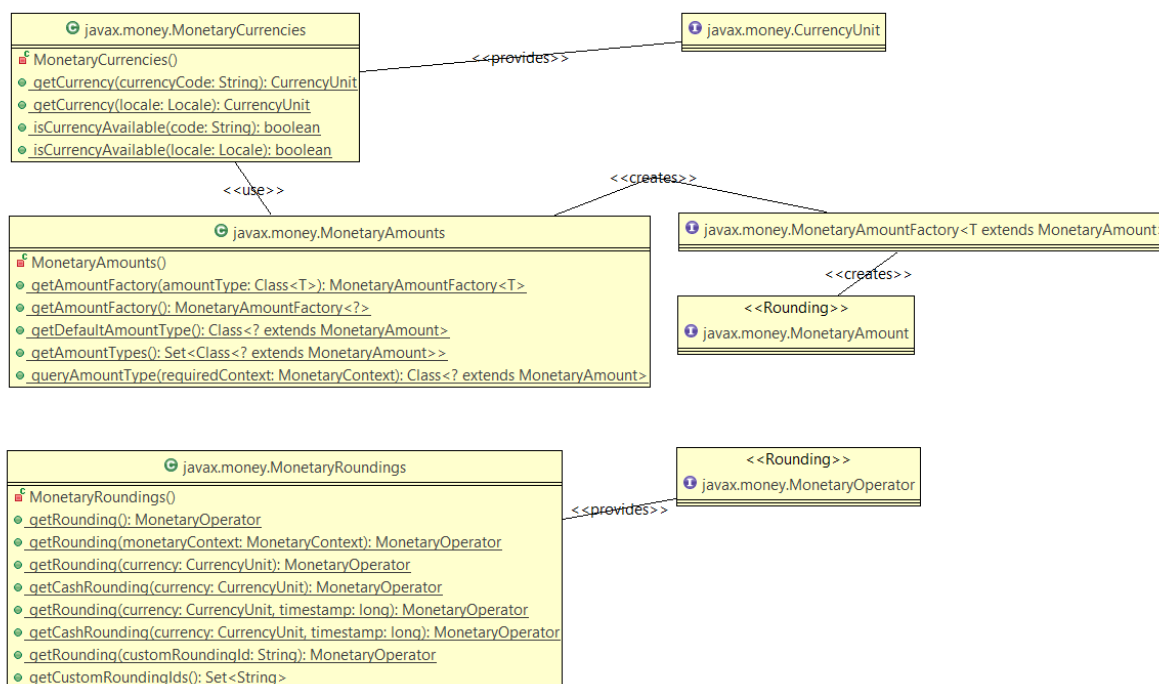 javax.money.MonetaryCurrencies
MonetaryCurrencies()
getCurrency(currencyCode: String): CurrencyUnit
getCurrency(locale: Locale): CurrencyUnit
isCurrencyAvailable(code: String): boolean
isCurrencyAvailable(locale: Locale): boolean
<<provides>>
javax.money.CurrencyUnit
<<use>>
<<creates>>
javax.money.MonetaryAmounts
MonetaryAmounts()
getAmountFactory(amountType: Class<T>): MonetaryAmountFactory<T>
getAmountFactory(): MonetaryAmountFactory<?>
getDefaultAmountType(): Class<? extends MonetaryAmount>
getAmountTypes(): Set<Class<? extends MonetaryAmount>>
queryAmountType(requiredContext: MonetaryContext): Class<? extends MonetaryAmount>
javax.money.MonetaryAmountFactory<T extends MonetaryAmount>
<<creates>>
<<Rounding>>
javax.money.MonetaryAmount
javax.money.MonetaryRoundings
MonetaryRoundings()
getRounding(): MonetaryOperator
getRounding(monetaryContext: MonetaryContext): MonetaryOperator
getRounding(currency: CurrencyUnit): MonetaryOperator
getCashRounding(currency: CurrencyUnit): MonetaryOperator
getRounding(currency: CurrencyUnit, timestamp: long): MonetaryOperator
getCashRounding(currency: CurrencyUnit, timestamp: long): MonetaryOperator
getRounding(customRoundingId: String): MonetaryOperator
getCustomRoundingIds(): Set<String>
<<provides>>
<<Rounding>>
javax.money.MonetaryOperator